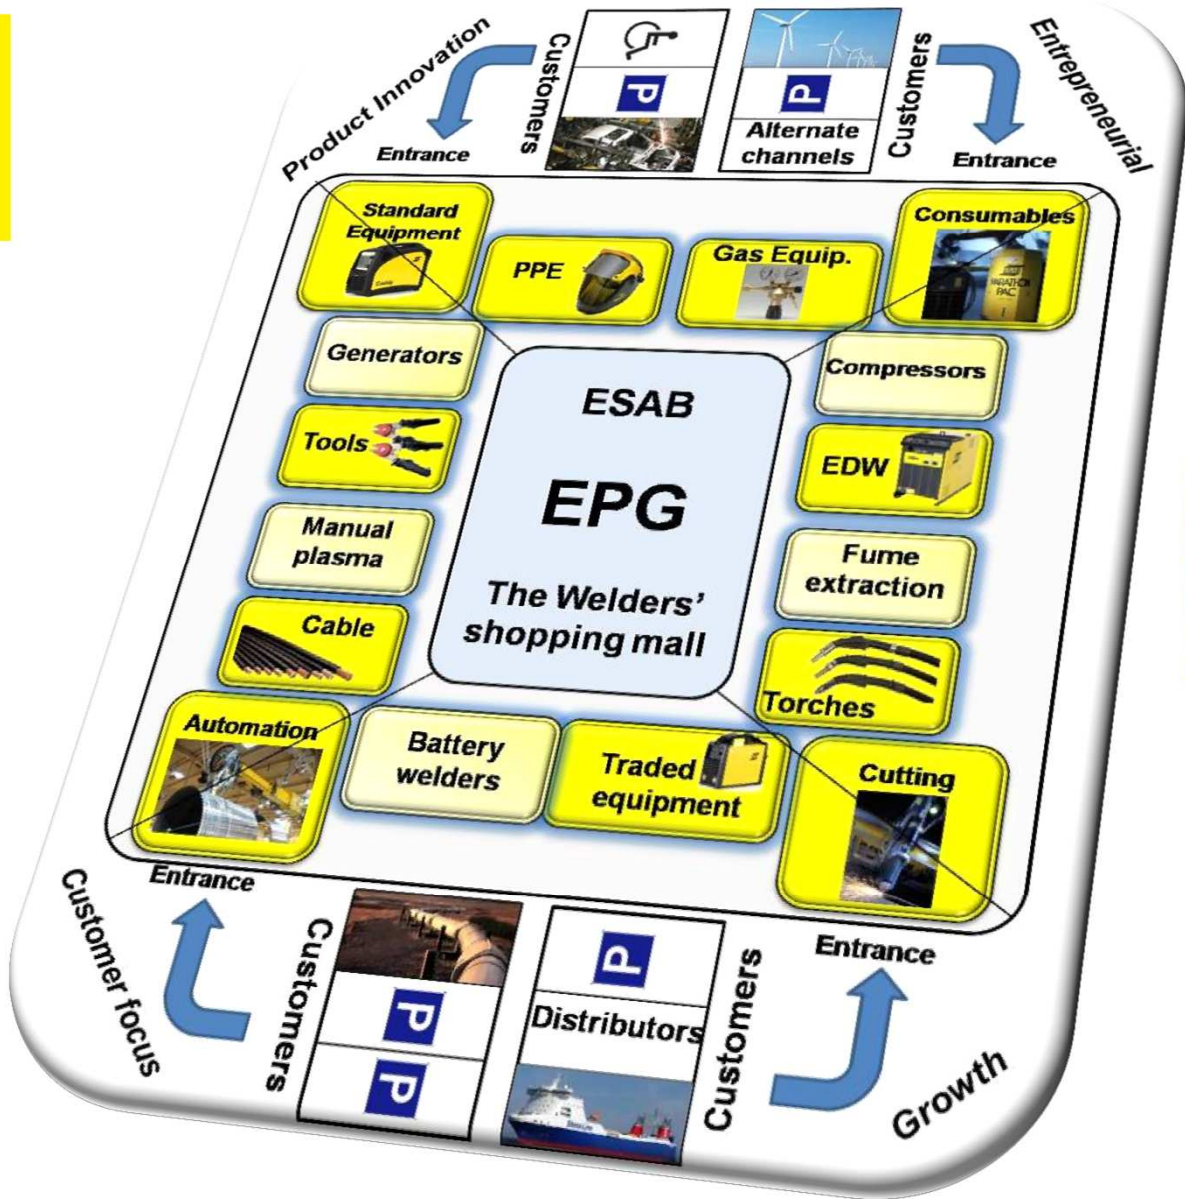 Product Innovation
Customers
P
Entrance
P
Alternate
channels
Customers
Entrance
Entrepreneurial
Standard
Equipment
PPE
Gas Equip.
Consumables
MARATHON
PAC
Generators
Compressors
Tools
EDW
Manual
plasma
Fume
extraction
Cable
Torches
ESAB
EPG
The Welders'
shopping mall
Automation
Battery
welders
Traded
equipment
Cutting
Entrance
Customer focus
Customers
P
P
P
Distributors
Customers
Entrance
Growth